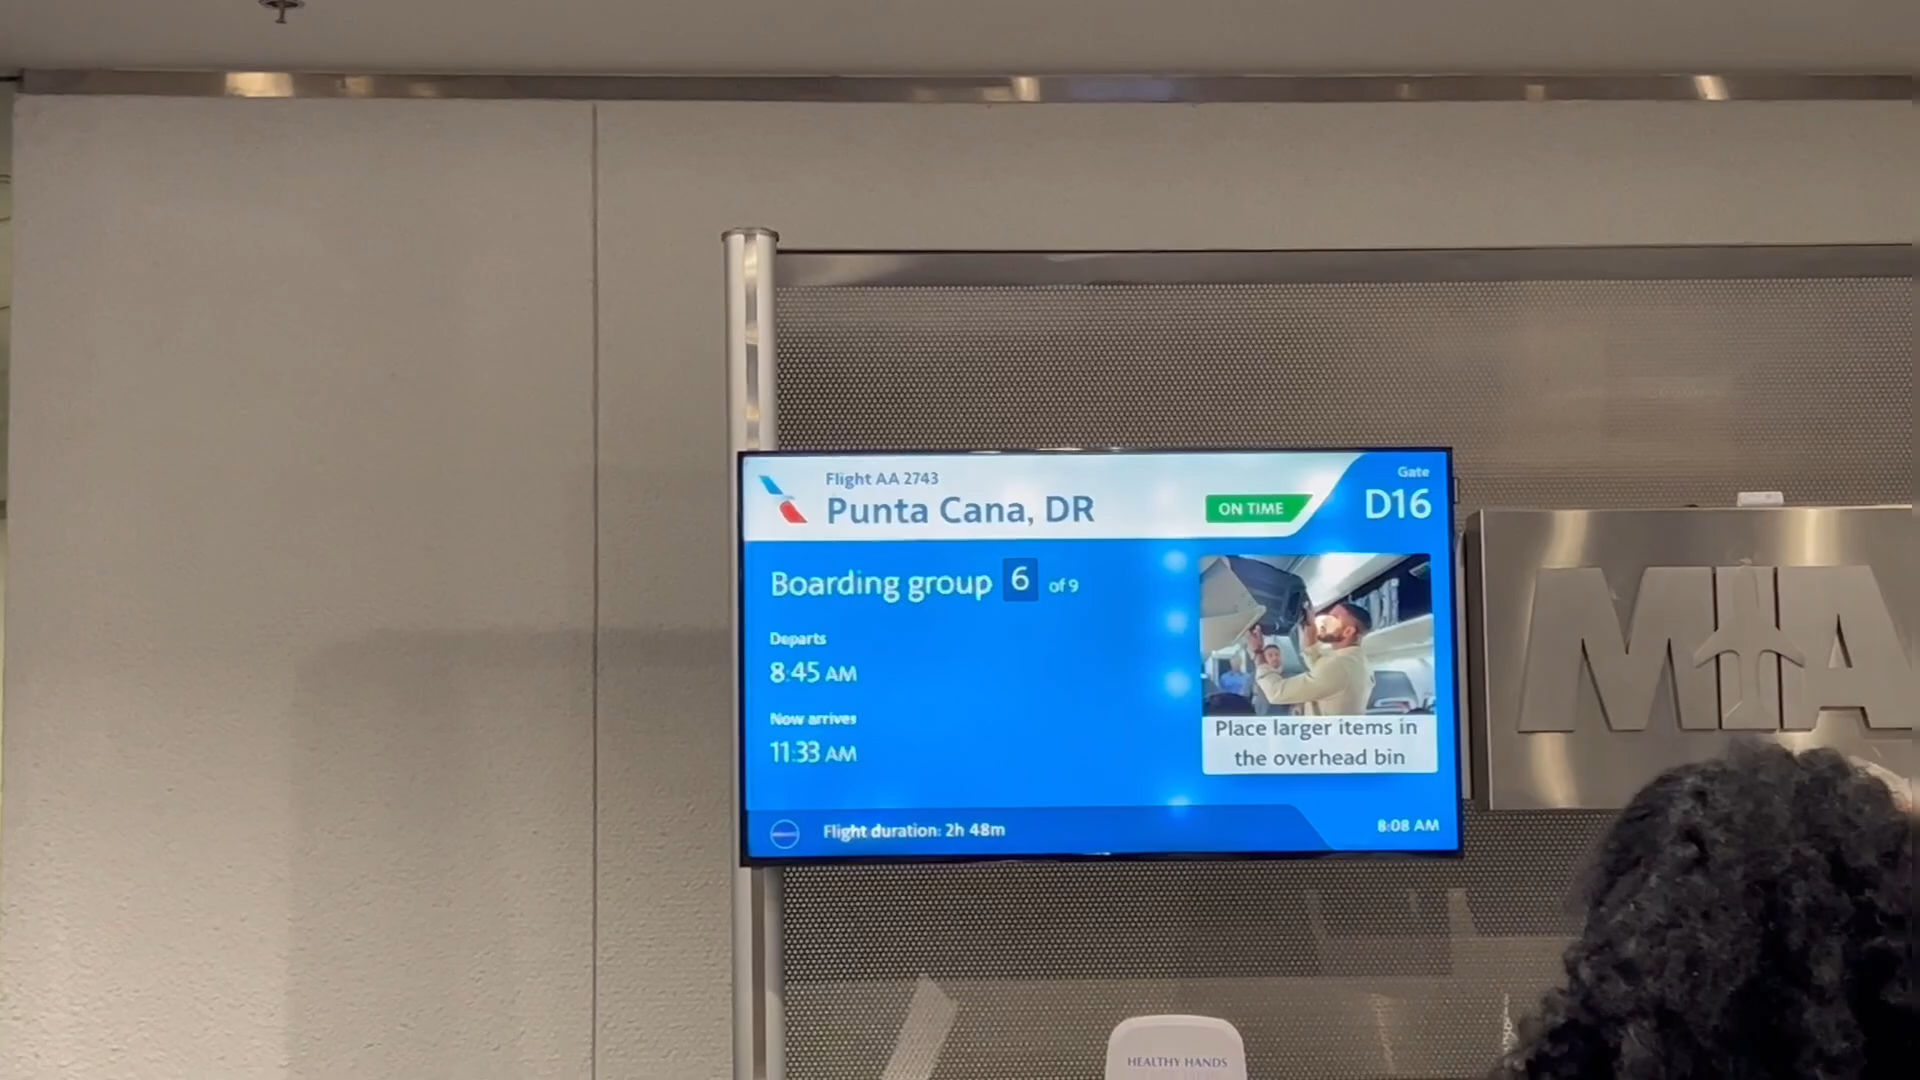 Flight AA 2743
Punta Cana, DR
ON TIME
Gate
D16
Boarding group 6 of 9
Departs
8:45 AM
Now arrives
11:33 AM
Place larger items in
the overhead bin
Flight duration: 2h 48m
8:08 AM
MIA
HEALTHY HANDS